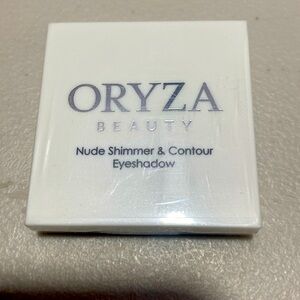 ORYZA
BEAUTY
Nude Shimmer & Contour
Eyeshadow